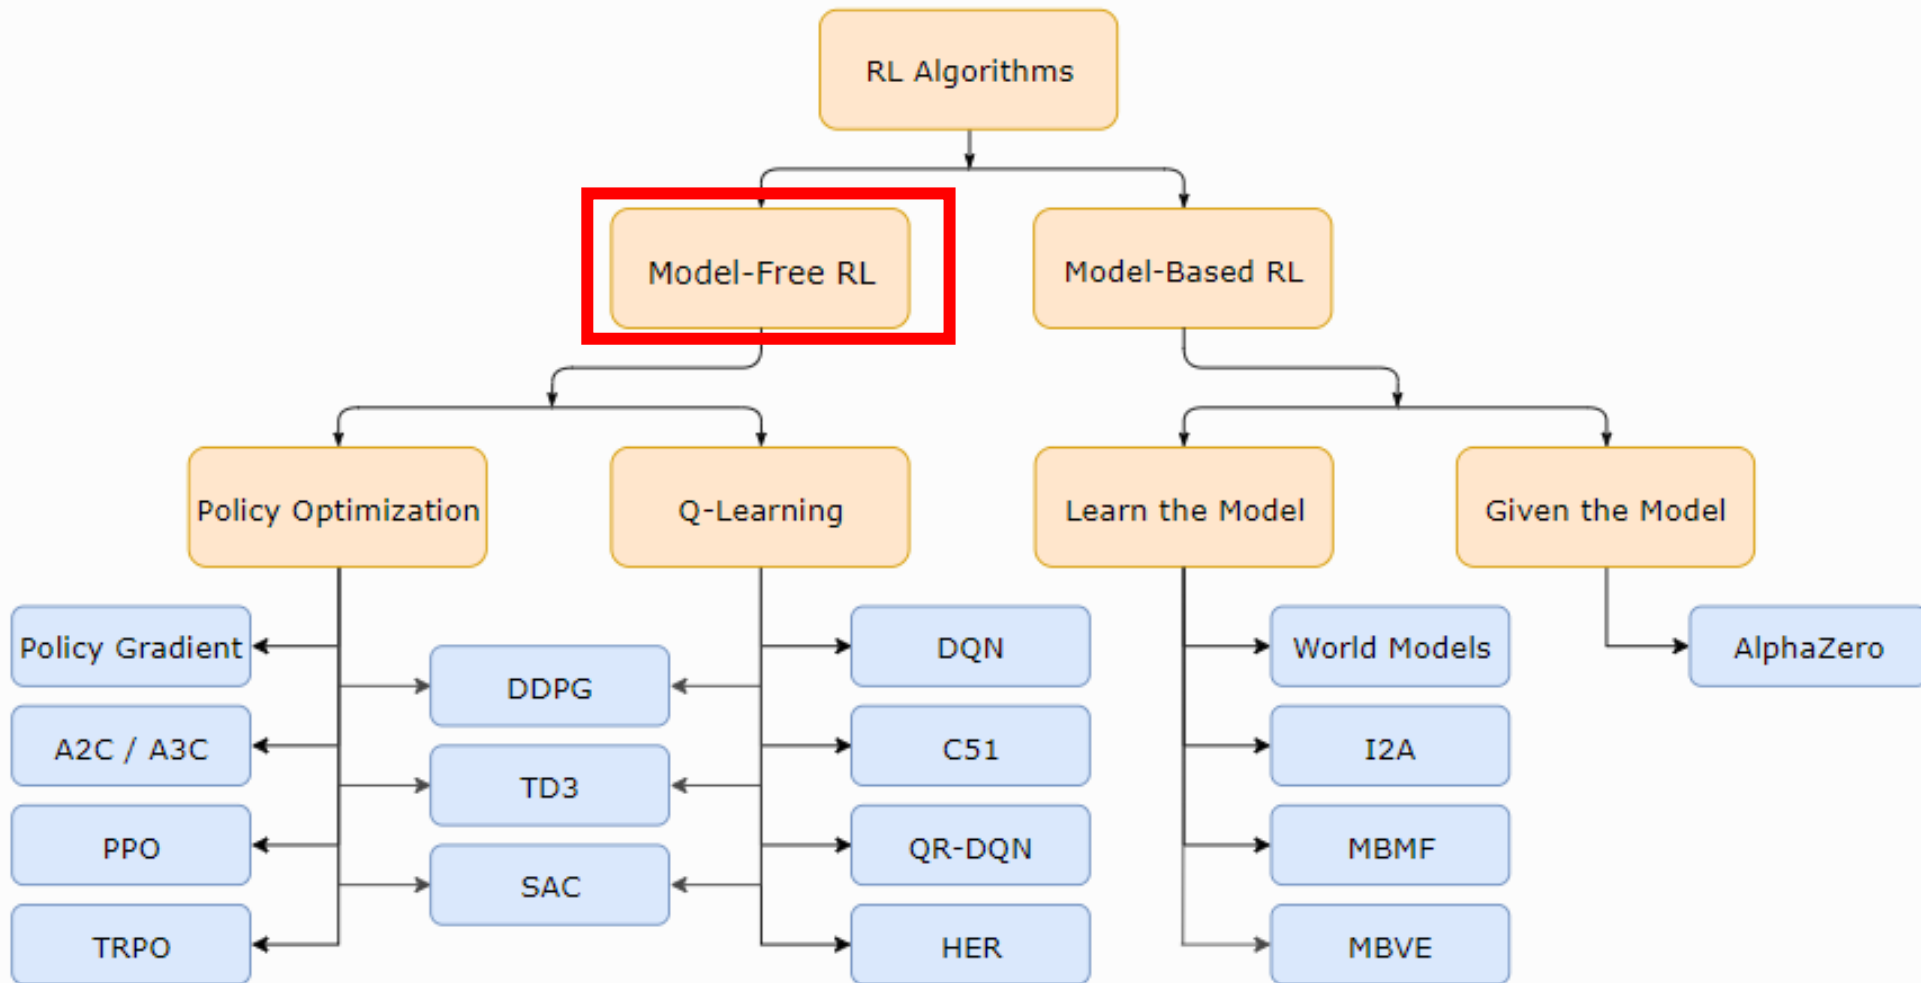 RL Algorithms
Model-Free RL
Model-Based RL
Policy Optimization
Q-Learning
Learn the Model
Given the Model
Policy Gradient
DDPG
DQN
World Models
AlphaZero
A2C / A3C
TD3
C51
I2A
PPO
SAC
QR-DQN
MBMF
TRPO
HER
MBVE